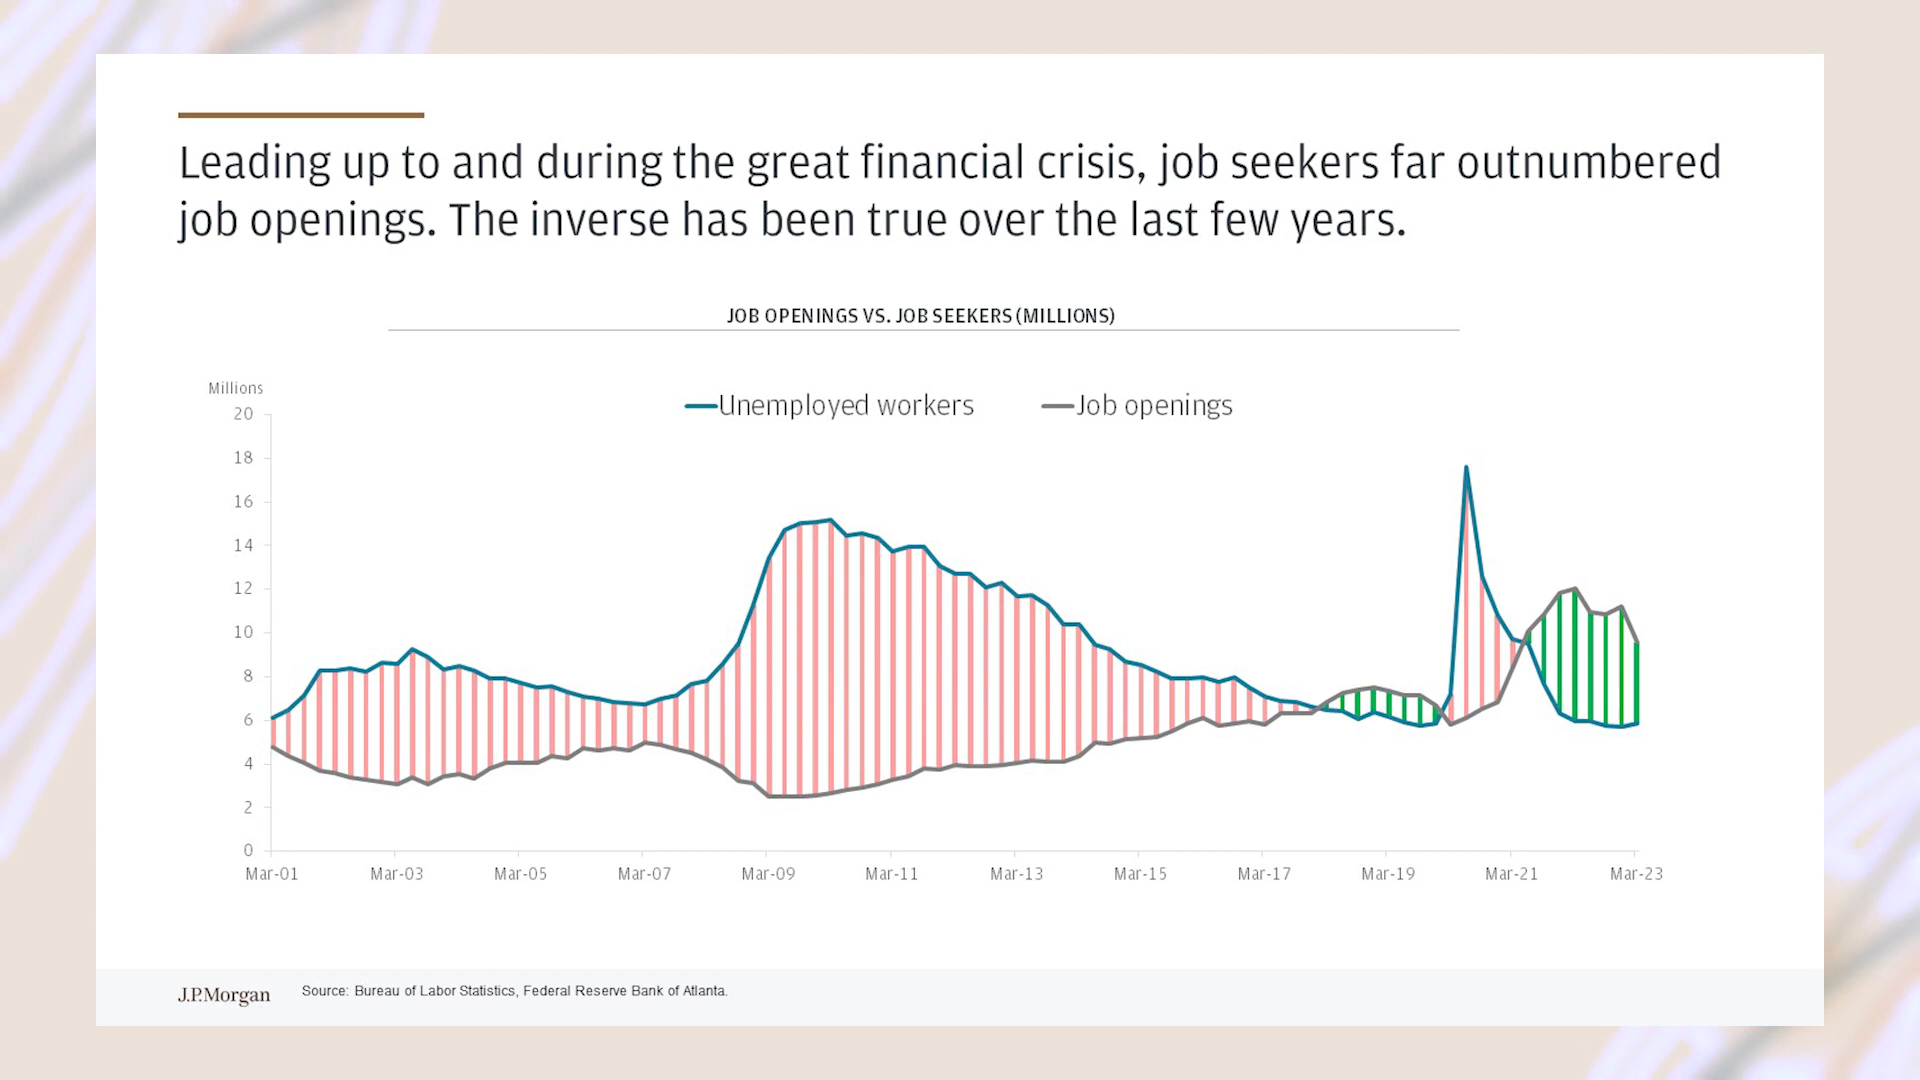 Leading up to and during the great financial crisis, job seekers far outnumbered
job openings. The inverse has been true over the last few years.
JOB OPENINGS VS. JOB SEEKERS (MILLIONS)
Millions
Unemployed workers
Job openings
20
18
16
14
12
10
8
6
4
2
0
Mar-01
Mar-03
Mar-05
Mar-07
Mar-09
Mar-11
Mar-13
Mar-15
Mar-17
Mar-19
Mar-21
Mar-23
J.P.Morgan
Source: Bureau of Labor Statistics, Federal Reserve Bank of Atlanta.